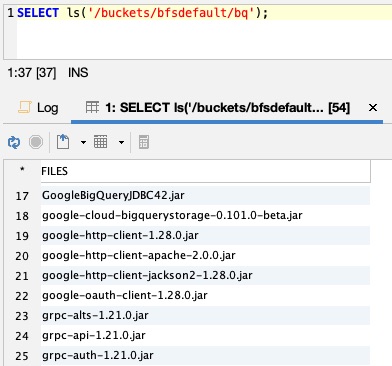 1 SELECT ls('/buckets/bfsdefault/bq');
1:37 [37] INS
Log 1: SELECT ls('/buckets/bfsdefault... [54] ×
* FILES
17 GoogleBigQueryJDBC42.jar
18 google-cloud-bigquerystorage-0.101.0-beta.jar
19 google-http-client-1.28.0.jar
20 google-http-client-apache-2.0.0.jar
21 google-http-client-jackson2-1.28.0.jar
22 google-oauth-client-1.28.0.jar
23 grpc-alts-1.21.0.jar
24 grpc-api-1.21.0.jar
25 grpc-auth-1.21.0.jar